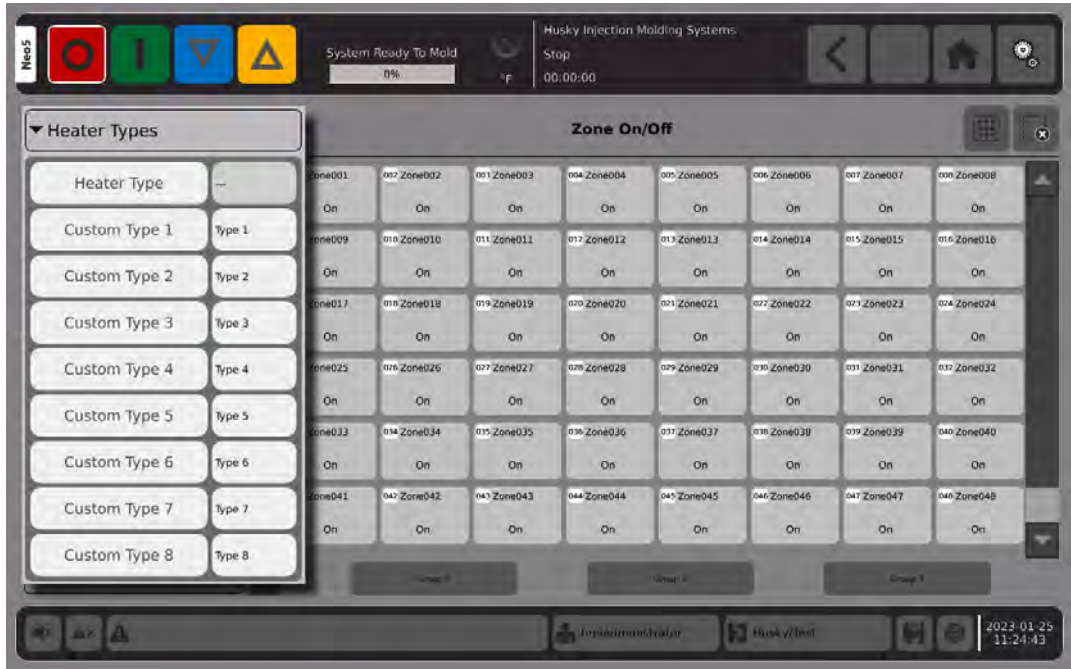 Neo5
System Ready To Mold
0%
°F
Husky Injection Molding Systems
Stop
00:00:00
Heater Types
Zone On/Off
Heater Type
--
Custom Type 1
Type 1
Custom Type 2
Type 2
Custom Type 3
Type 3
Custom Type 4
Type 4
Custom Type 5
Type 5
Custom Type 6
Type 6
Custom Type 7
Type 7
Custom Type 8
Type 8
Zone001 002 Zone002 003 Zone003 004 Zone004 005 Zone005 006 Zone006 007 Zone007 008 Zone008
On On On On On On On On
Zone009 010 Zone010 011 Zone011 012 Zone012 013 Zone013 014 Zone014 015 Zone015 016 Zone016
On On On On On On On On
Zone017 018 Zone018 019 Zone019 020 Zone020 021 Zone021 022 Zone022 023 Zone023 024 Zone024
On On On On On On On On
Zone025 026 Zone026 027 Zone027 028 Zone028 029 Zone029 030 Zone030 031 Zone031 032 Zone032
On On On On On On On On
Zone033 034 Zone034 035 Zone035 036 Zone036 037 Zone037 038 Zone038 039 Zone039 040 Zone040
On On On On On On On On
Zone041 042 Zone042 043 Zone043 044 Zone044 045 Zone045 046 Zone046 047 Zone047 048 Zone048
On On On On On On On On
Husky/Test
2023-01-25
11:24:43